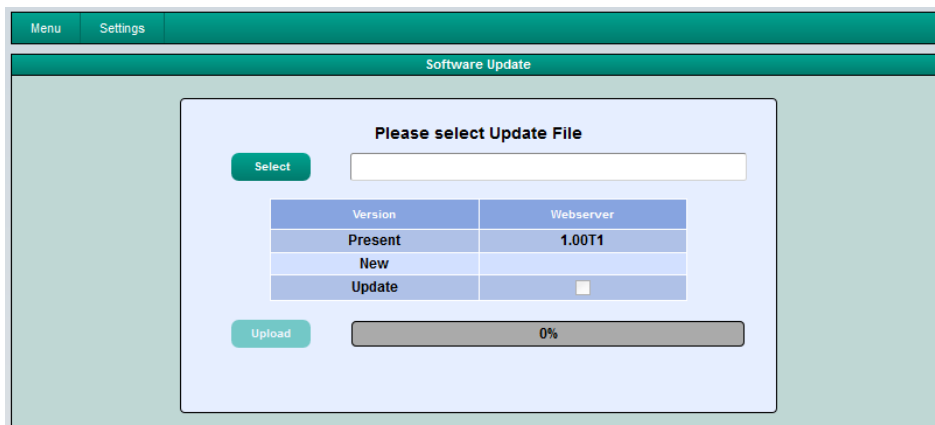 Menu Settings
Software Update
Please select Update File
Select
Version Webserver
Present 1.00T1
New
Update
Upload 0%